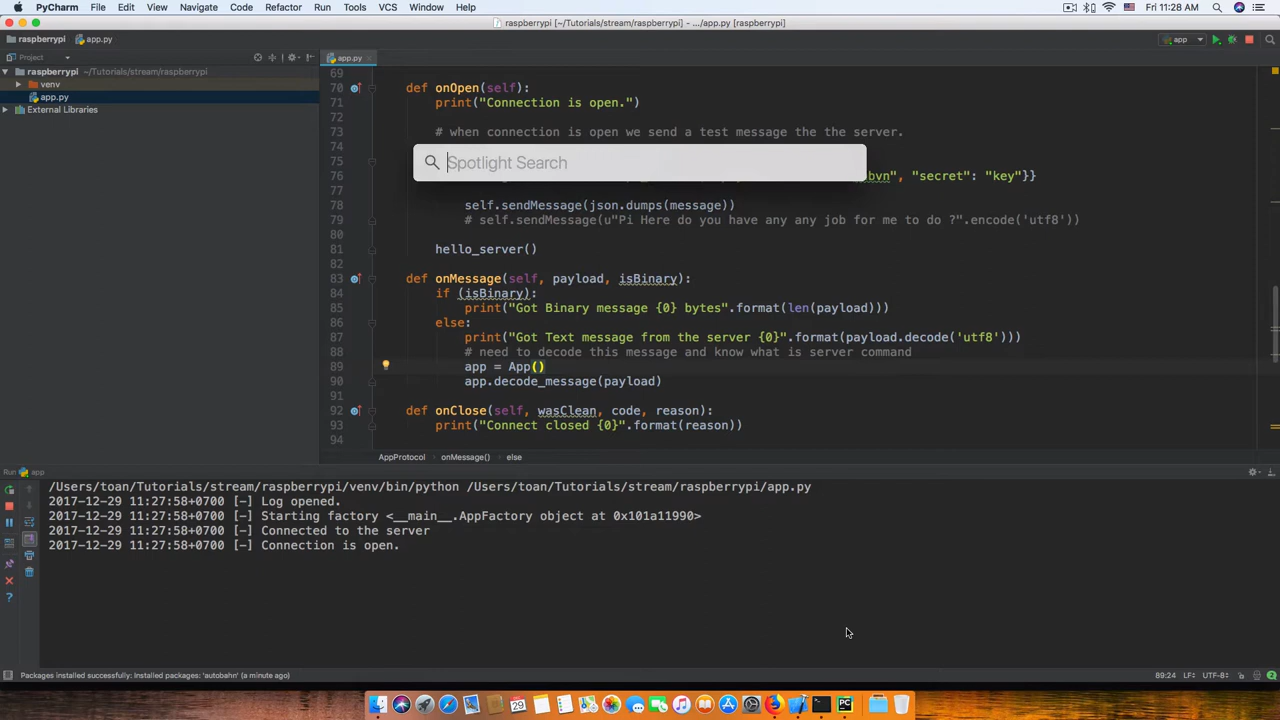 PyCharm File Edit View Navigate Code Refactor Run Tools VCS Window Help Fri 11:28 AM
raspberrypi [~/Tutorials/stream/raspberrypi] - .../app.py [raspberrypi]
raspberrypi app.py app
Project app.py
raspberrypi ~/Tutorials/stream/raspberrypi
venv
app.py
External Libraries
69
70 def onOpen(self):
71 print("Connection is open.")
72
73 # when connection is open we send a test message the the server.
74
Spotlight Search
75
76 bvn", "secret": "key"}}
77
78 self.sendMessage(json.dumps(message))
79 # self.sendMessage(u"Pi Here do you have any any job for me to do ?".encode('utf8'))
80
81 hello_server()
82
83 def onMessage(self, payload, isBinary):
84 if (isBinary):
85 print("Got Binary message {0} bytes".format(len(payload)))
86 else:
87 print("Got Text message from the server {0}".format(payload.decode('utf8')))
88 # need to decode this message and know what is server command
89 app = App()
90 app.decode_message(payload)
91
92 def onClose(self, wasClean, code, reason):
93 print("Connect closed {0}".format(reason))
94
AppProtocol onMessage() else
Run app
/Users/toan/Tutorials/stream/raspberrypi/venv/bin/python /Users/toan/Tutorials/stream/raspberrypi/app.py
2017-12-29 11:27:58+0700 [-] Log opened.
2017-12-29 11:27:58+0700 [-] Starting factory <__main__.AppFactory object at 0x101a11990>
2017-12-29 11:27:58+0700 [-] Connected to the server
2017-12-29 11:27:58+0700 [-] Connection is open.
Packages installed successfully: Installed packages: 'autobahn' (a minute ago) 89:24 LF÷ UTF-8÷
29 PC